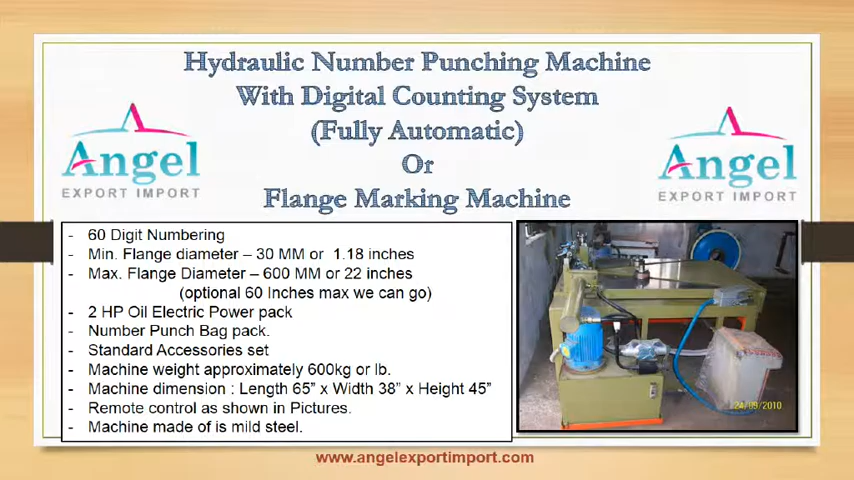 Hydraulic Number Punching Machine
With Digital Counting System
(Fully Automatic)
Or
Flange Marking Machine
Angel
EXPORT IMPORT
Angel
EXPORT IMPORT
- 60 Digit Numbering
- Min. Flange diameter – 30 MM or 1.18 inches
- Max. Flange Diameter – 600 MM or 22 inches
(optional 60 Inches max we can go)
- 2 HP Oil Electric Power pack
- Number Punch Bag pack.
- Standard Accessories set
- Machine weight approximately 600kg or lb.
- Machine dimension : Length 65” x Width 38” x Height 45”
- Remote control as shown in Pictures.
- Machine made of is mild steel.
24/09/2010
www.angelexportimport.com